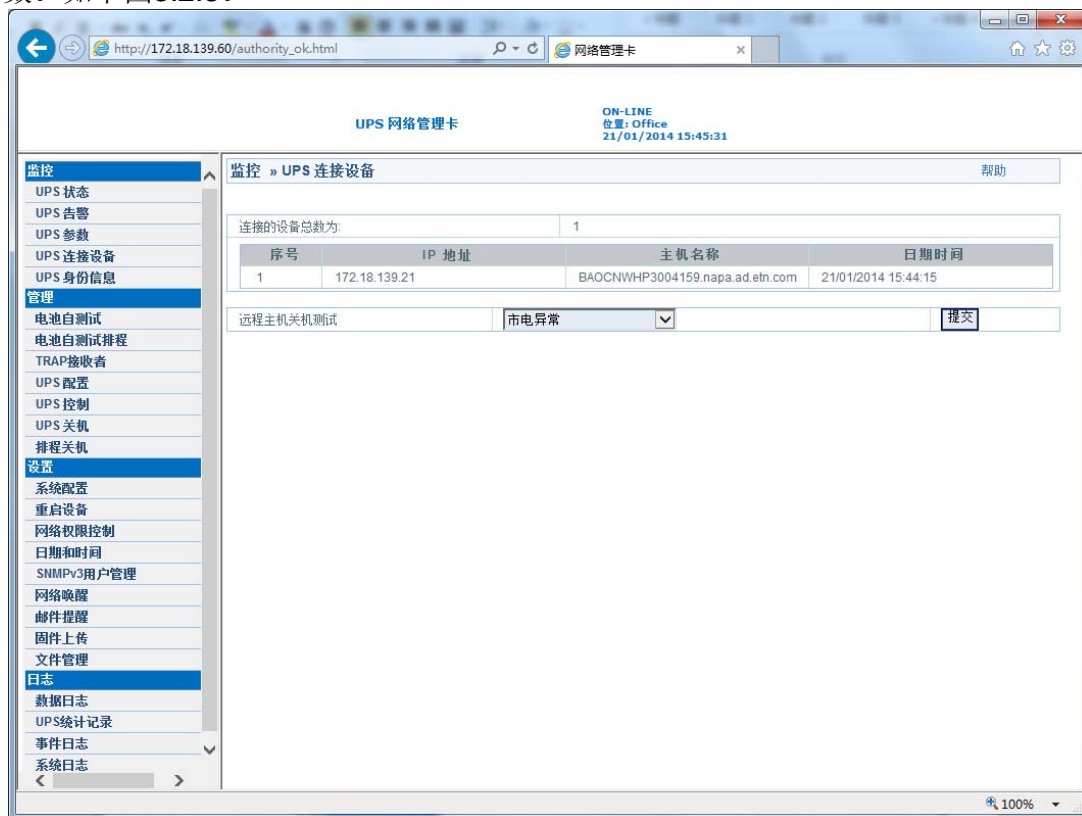 http://172.18.139.60/authority_ok.html
网络管理卡
UPS 网络管理卡
ON-LINE
位置: Office
21/01/2014 15:45:31
监控
UPS 状态
UPS 告警
UPS 参数
UPS 连接设备
UPS 身份信息
管理
电池自测试
电池自测试排程
TRAP接收者
UPS 配置
UPS 控制
UPS 关机
排程关机
设置
系统配置
重启设备
网络权限控制
日期和时间
SNMPv3用户管理
网络唤醒
邮件提醒
固件上传
文件管理
日志
数据日志
UPS统计记录
事件日志
系统日志
监控 » UPS 连接设备 帮助
连接的设备总数为: 1
序号 IP 地址 主机名称 日期时间
1 172.18.139.21 BAOCNWHP3004159.napa.ad.etn.com 21/01/2014 15:44:15
远程主机关机测试 市电异常 提交
100%